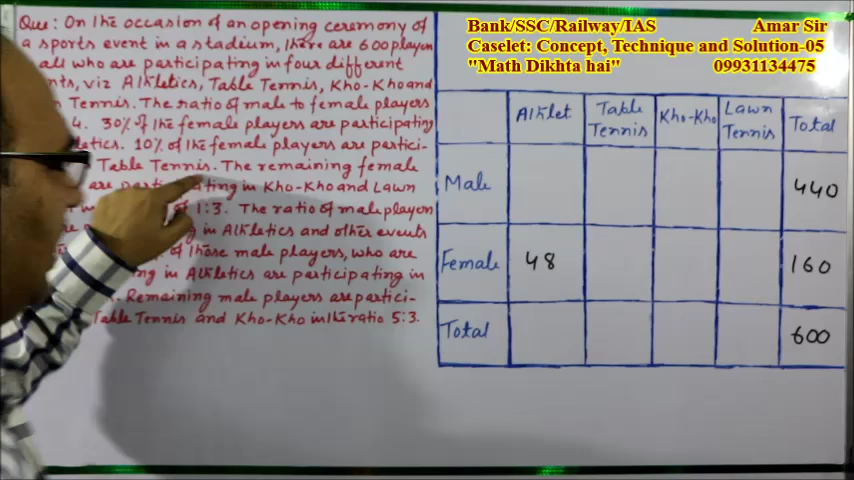 Bank/SSC/Railway/IAS Amar Sir
Caselet: Concept, Technique and Solution-05
"Math Dikhta hai" 09931134475
Que: On the occasion of an opening ceremony of
a sports event in a stadium, there are 600 players
all who are participating in four different
nts, viz Athletics, Table Tennis, Kho-Kho and
Tennis. The ratio of male to female players
4. 30% of the female players are participating
letics. 10% of the female players are partici-
Table Tennis. The remaining female
are participating in Kho-Kho and Lawn
of 1:3. The ratio of male players
in Athletics and other events
of those male players, who are
ng in Athletics are participating in
Remaining male players are partici-
Table Tennis and Kho-Kho in the ratio 5:3.
Athlet Table Tennis Kho-Kho Lawn Tennis Total
Male 440
Female 48 160
Total 600